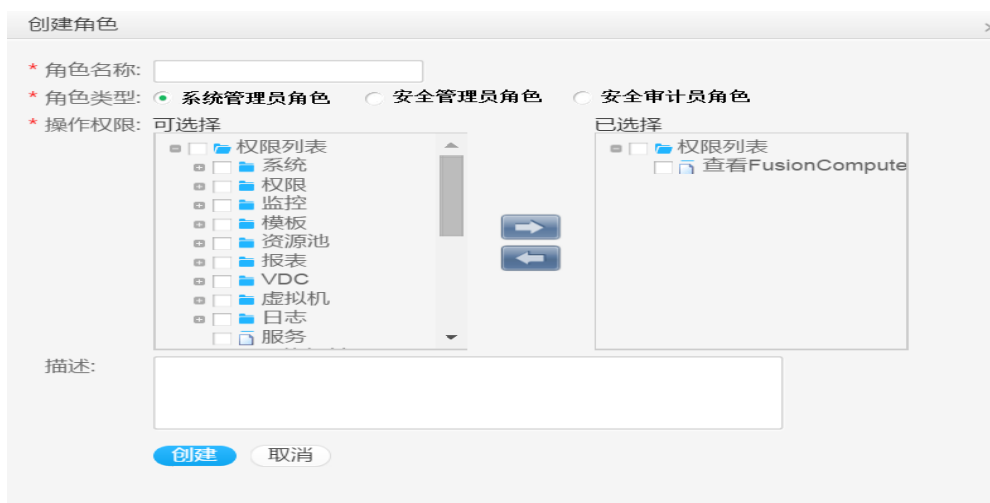 创建角色
* 角色名称:
* 角色类型: 系统管理员角色 安全管理员角色 安全审计员角色
* 操作权限: 可选择 已选择
权限列表
系统
权限
监控
模板
资源池
报表
VDC
虚拟机
日志
服务
权限列表
查看FusionCompute
描述:
创建 取消